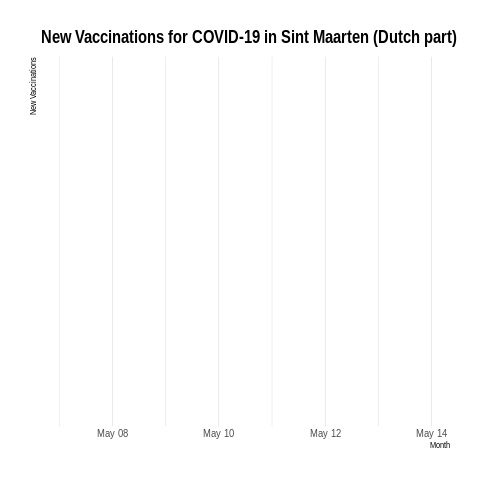 New Vaccinations for COVID-19 in Sint Maarten (Dutch part)
New Vaccinations
May 08 May 10 May 12 May 14
Month